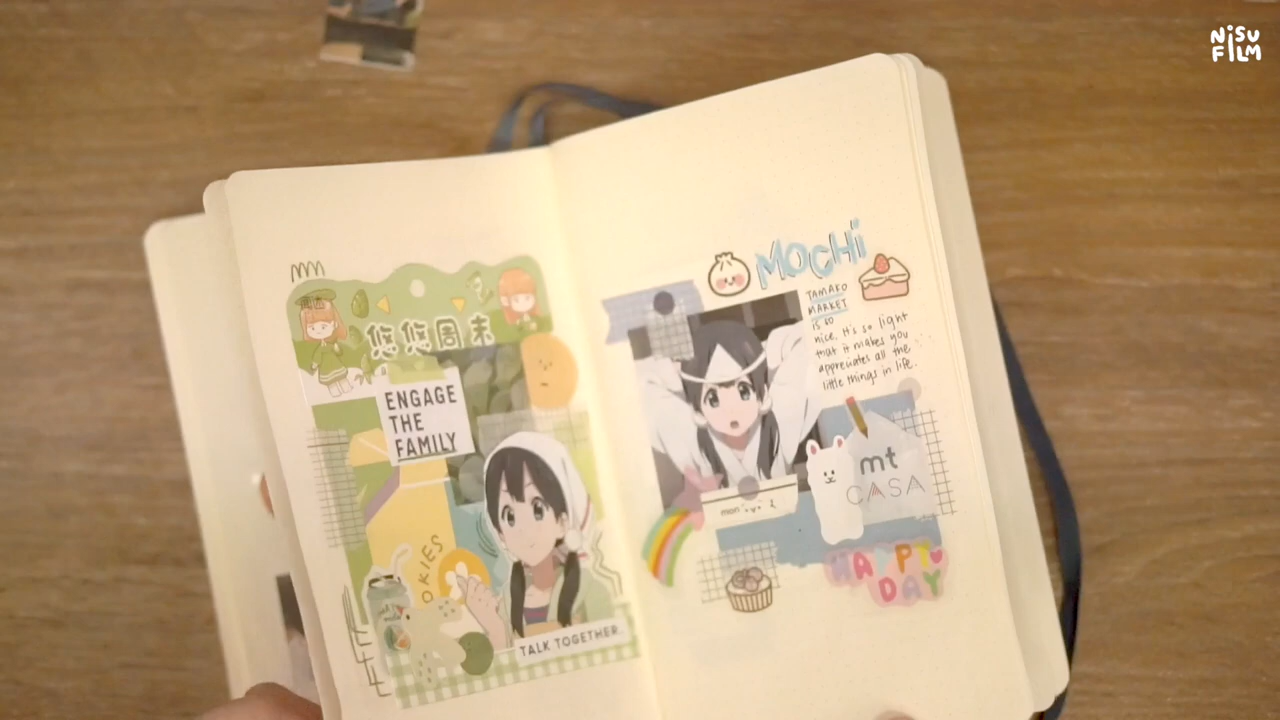 NiSU
FILM
悠悠周末
ENGAGE
THE
FAMILY
OKIES
TALK TOGETHER.
MOCHi
TAMAKO
MARKET
is so
nice. It's so light
that it makes you
appreciates all the
little things in life.
mt
CASA
HAPPY
DAY